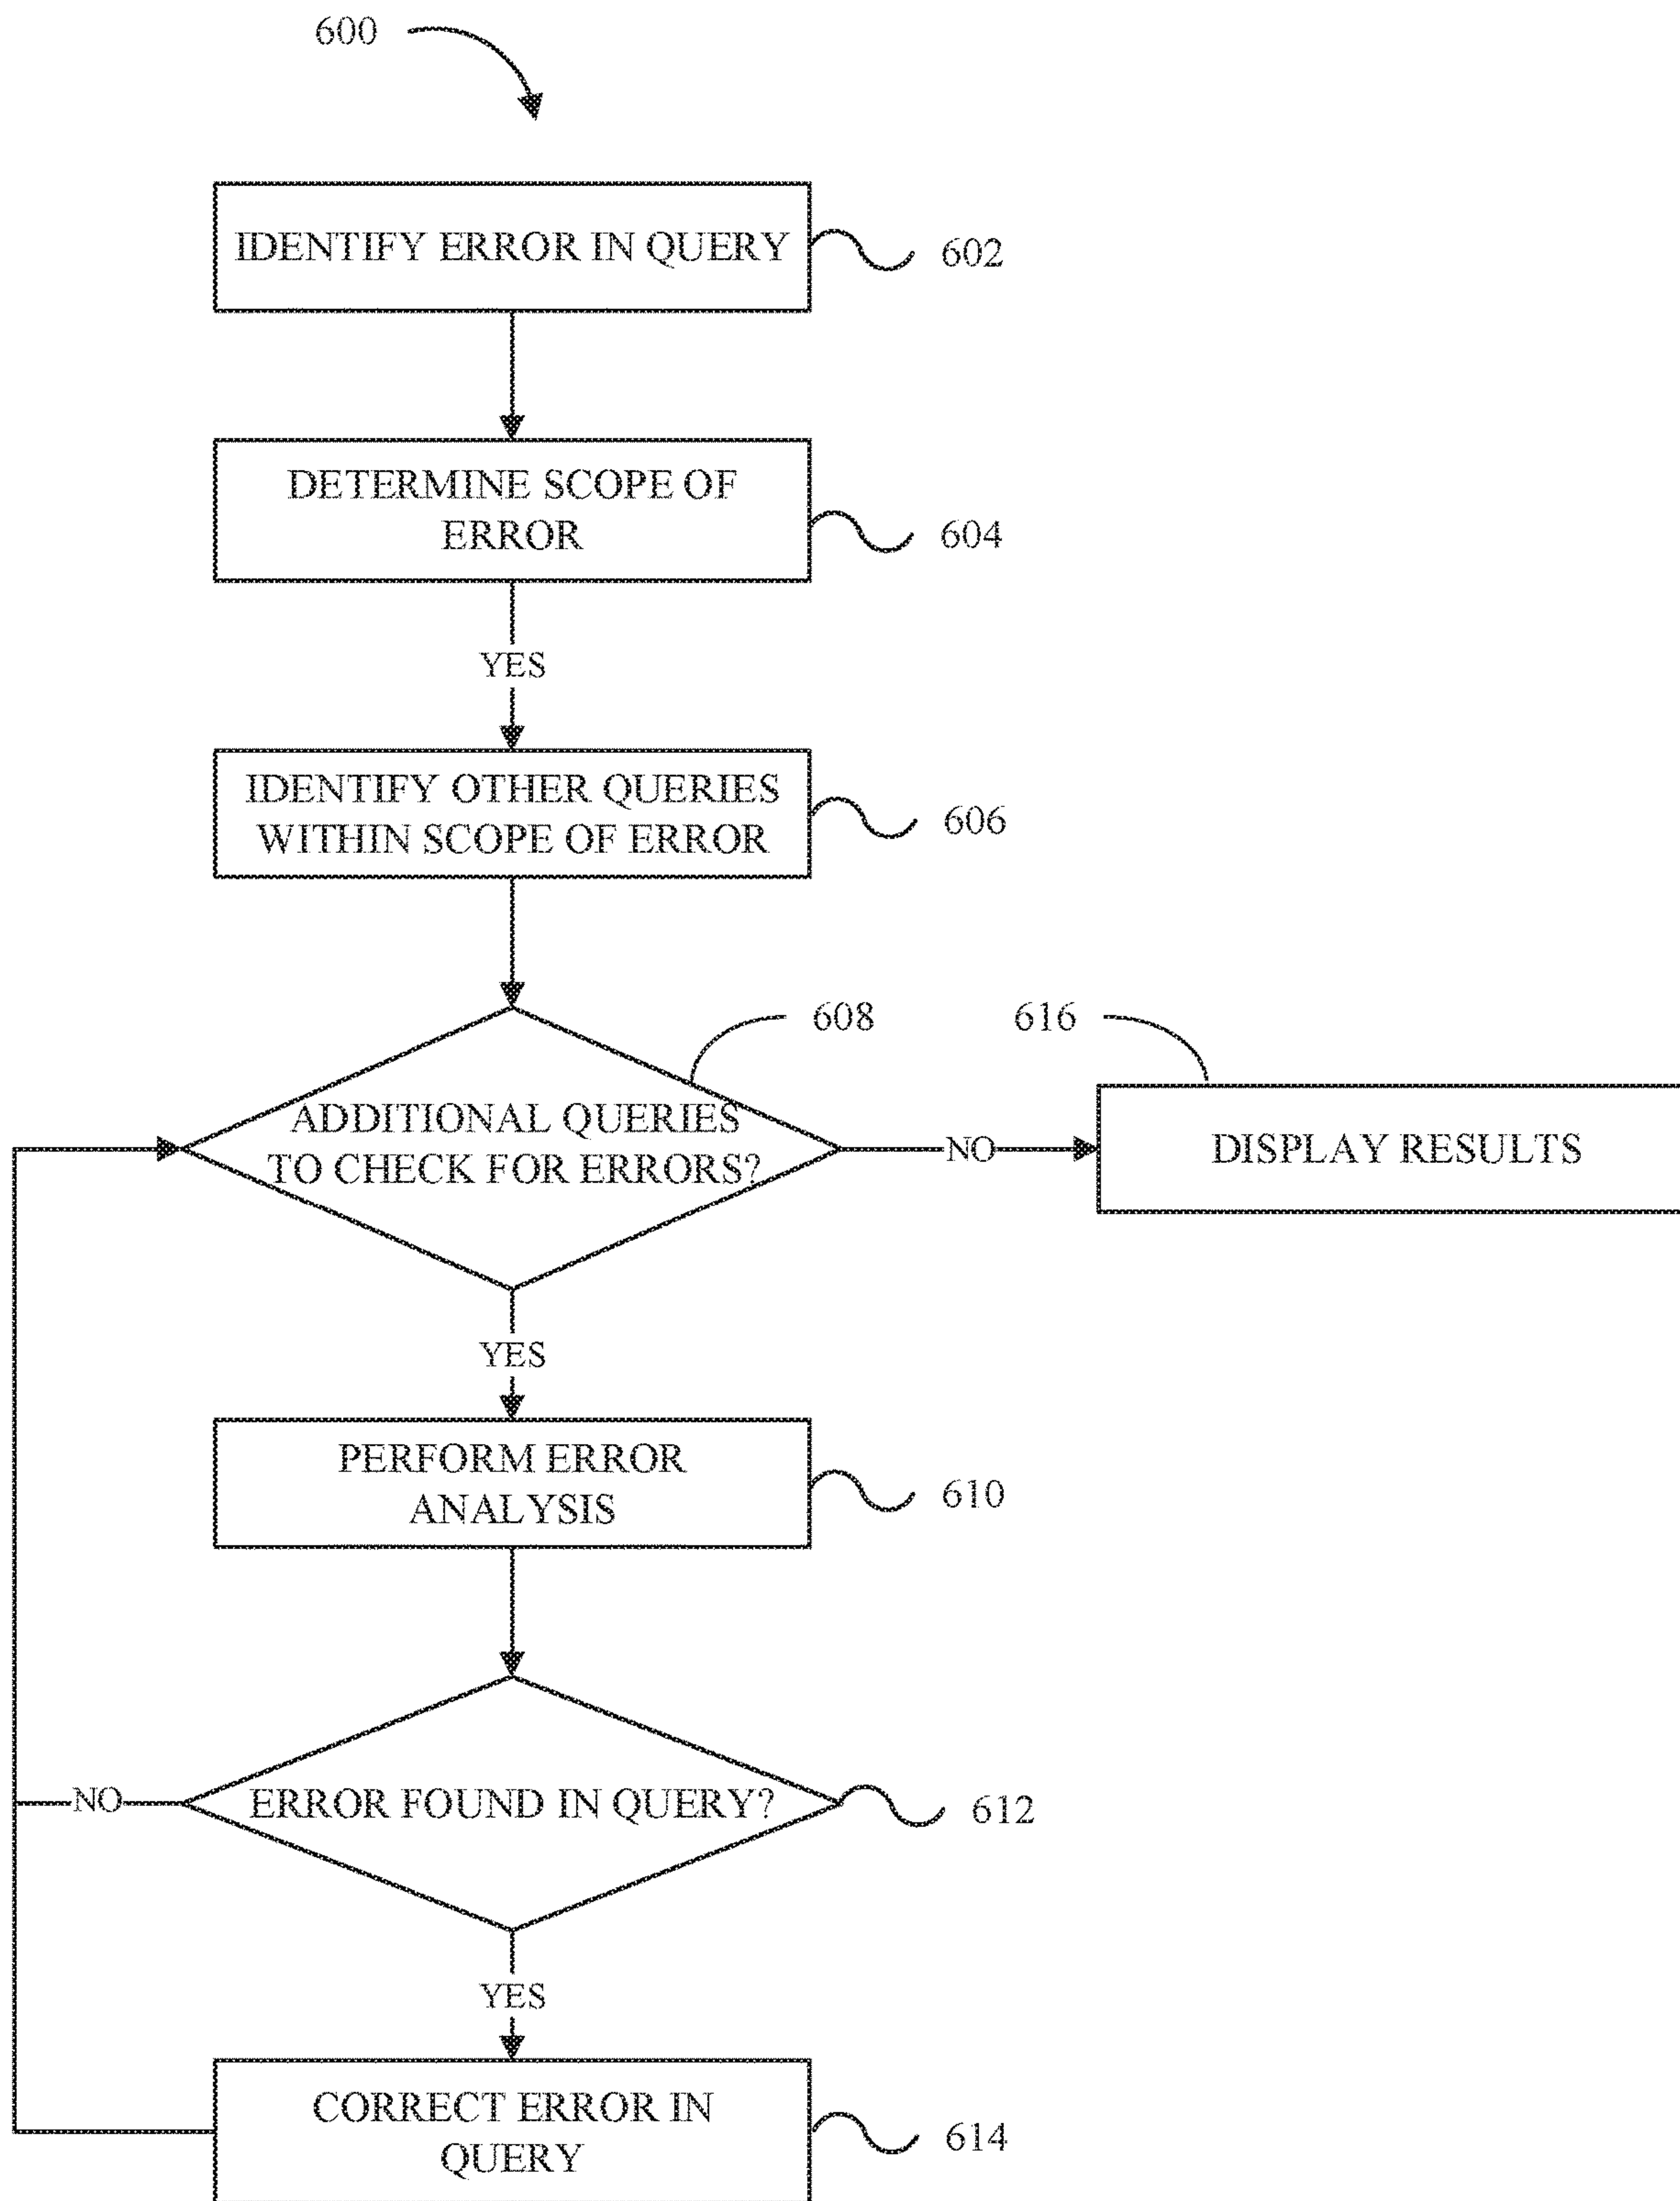 600
IDENTIFY ERROR IN QUERY
602
DETERMINE SCOPE OF
ERROR
604
YES
IDENTIFY OTHER QUERIES
WITHIN SCOPE OF ERROR
606
608
616
ADDITIONAL QUERIES
TO CHECK FOR ERRORS?
NO
DISPLAY RESULTS
YES
PERFORM ERROR
ANALYSIS
610
NO
ERROR FOUND IN QUERY?
612
YES
CORRECT ERROR IN
QUERY
614